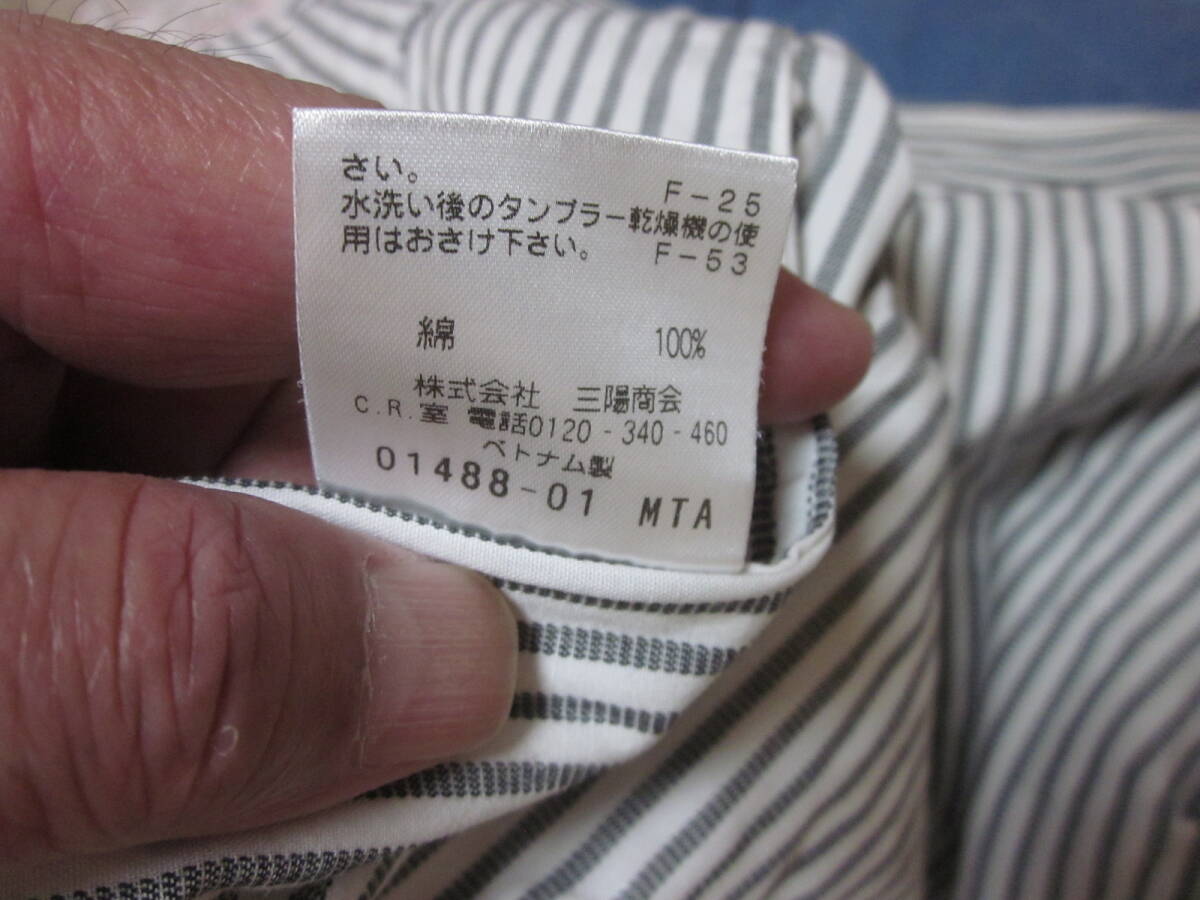 さい。 F-25
水洗い後のタンブラー乾燥機の使
用はおさけ下さい。 F-53
綿 100%
株式会社 三陽商会
C.R.室 電話0120-340-460
ベトナム製
01488-01 MTA